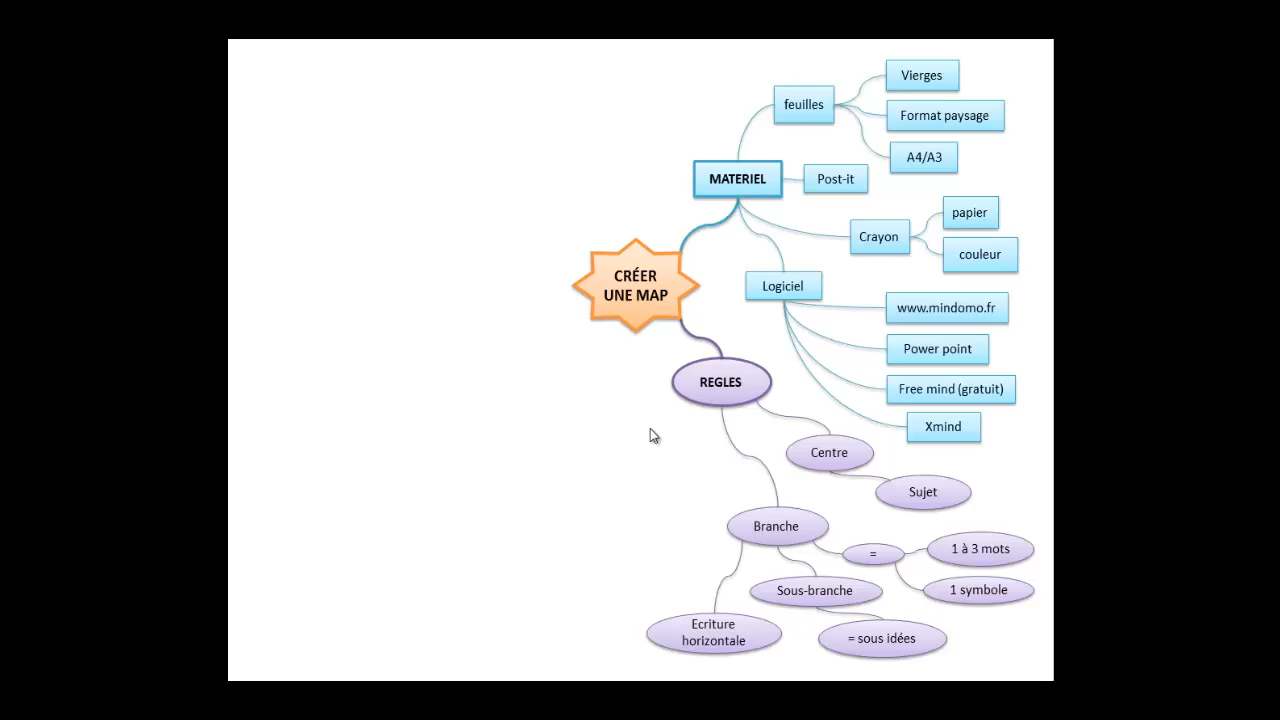 Vierges
feuilles
Format paysage
A4/A3
MATERIEL
Post-it
papier
Crayon
couleur
CRÉER
UNE MAP
Logiciel
www.mindomo.fr
Power point
Free mind (gratuit)
Xmind
REGLES
Centre
Sujet
Branche
=
1 à 3 mots
1 symbole
Sous-branche
= sous idées
Ecriture
horizontale